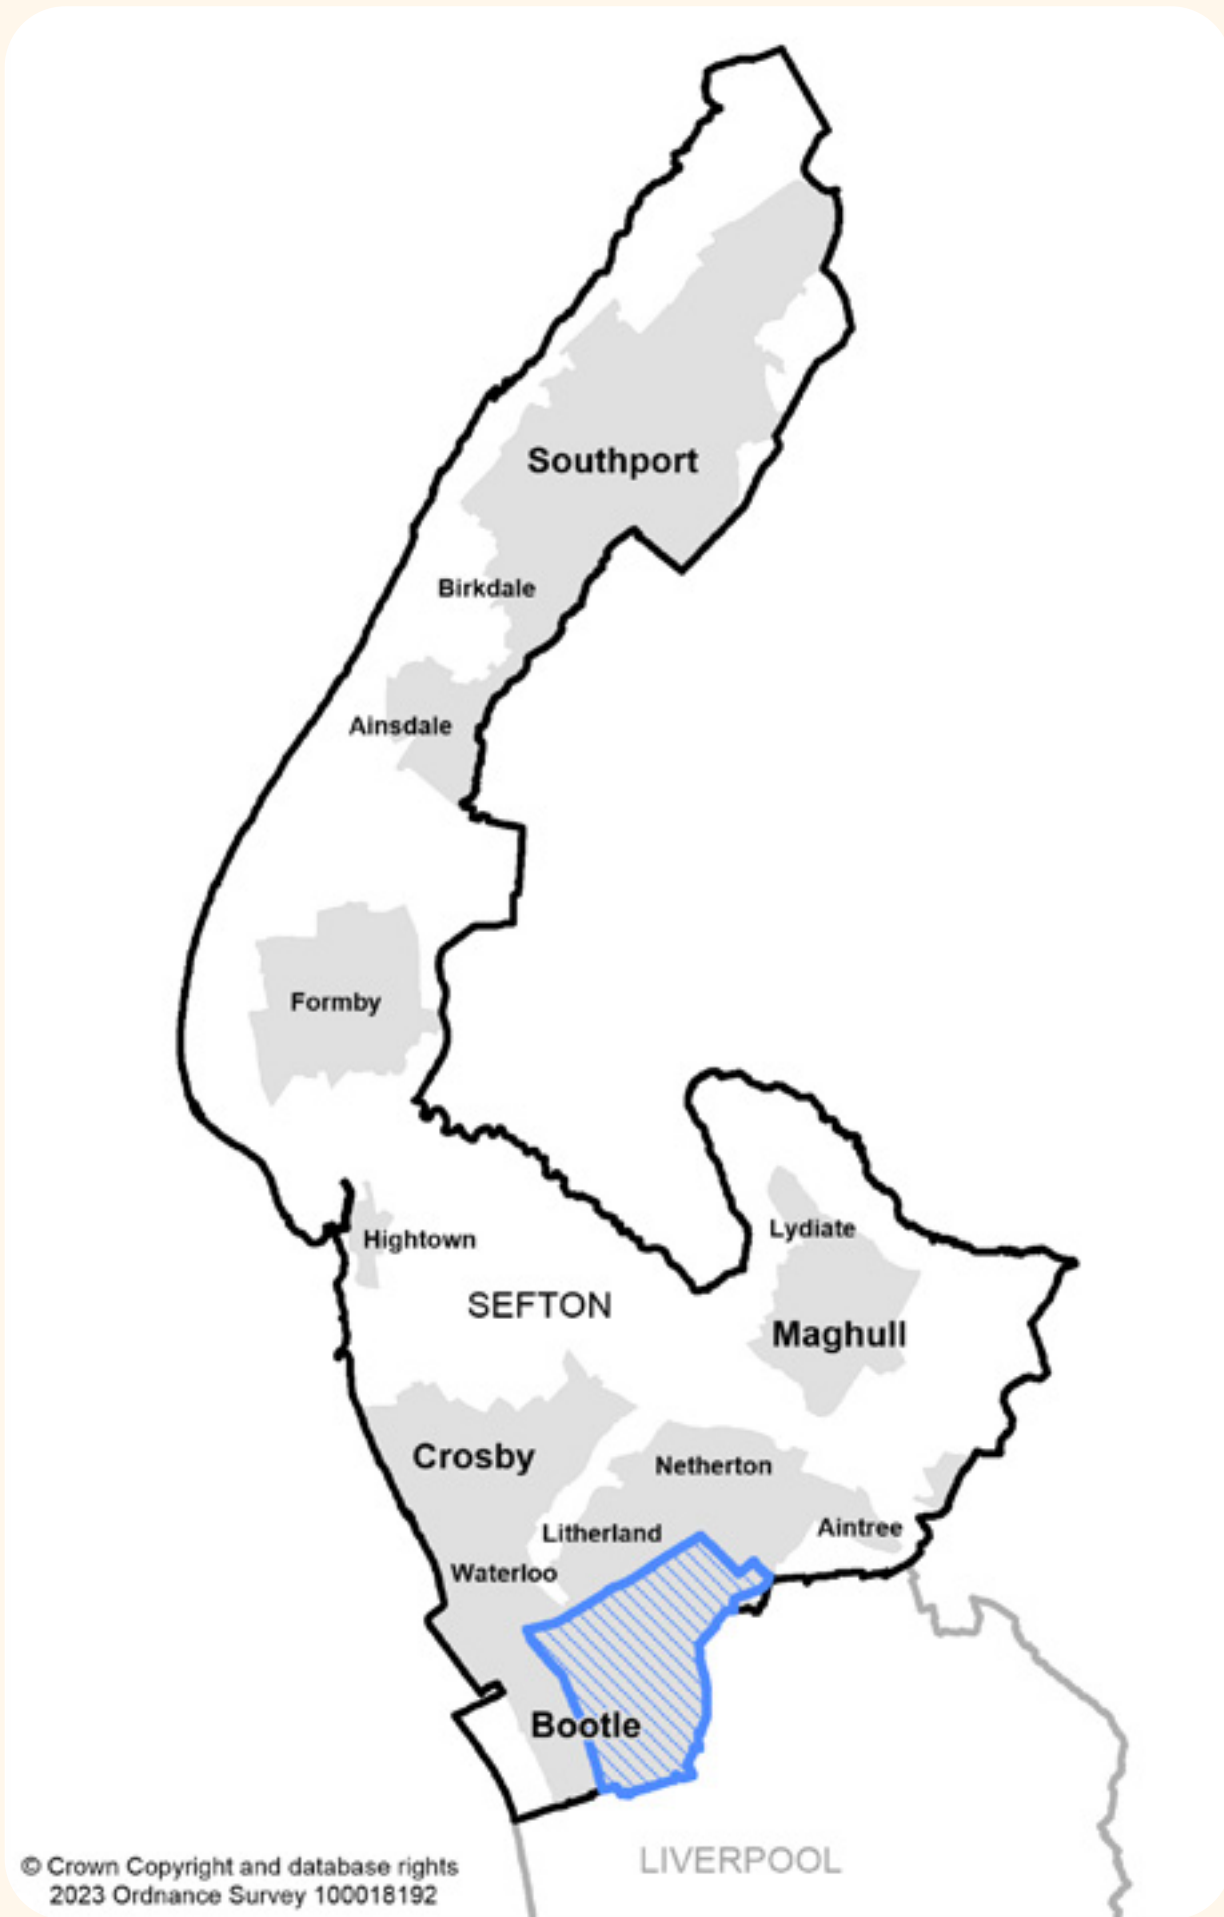 Southport
Birkdale
Ainsdale
Formby
Lydiate
Hightown
SEFTON
Maghull
Crosby
Netherton
Aintree
Litherland
Waterloo
Bootle
LIVERPOOL
© Crown Copyright and database rights
2023 Ordnance Survey 100018192